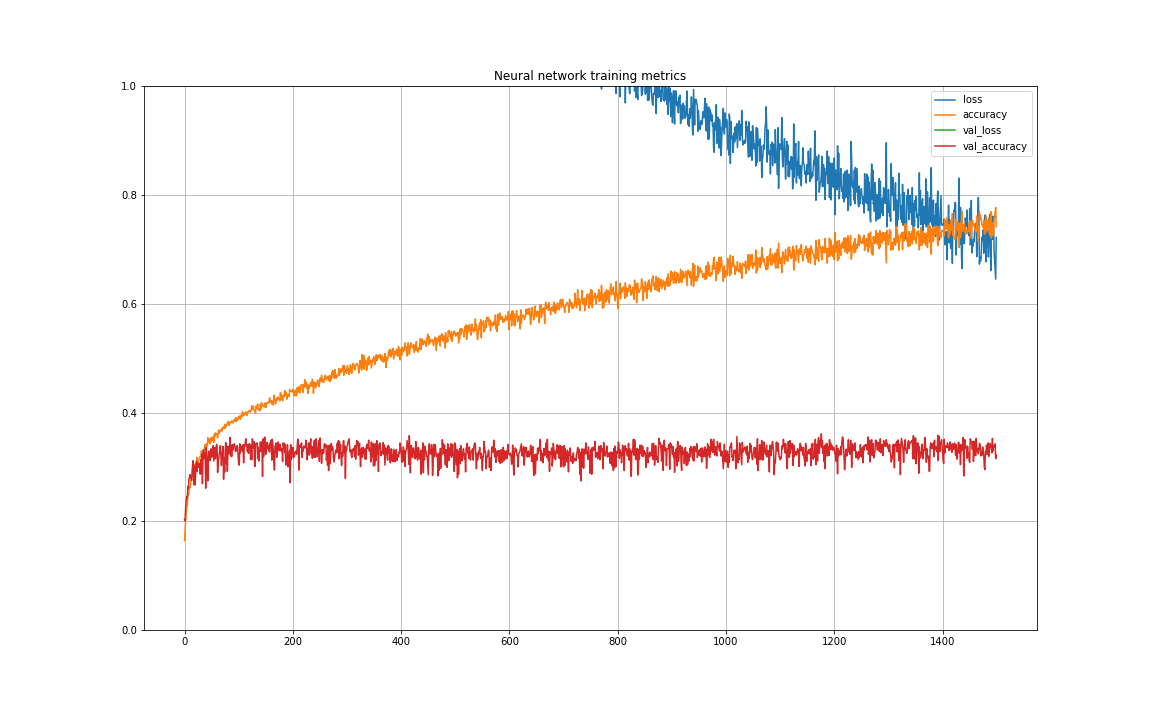 Neural network training metrics
1.0
loss
accuracy
val_loss
val_accuracy
0.8
0.6
0.4
0.2
0.0
0 200 400 600 800 1000 1200 1400